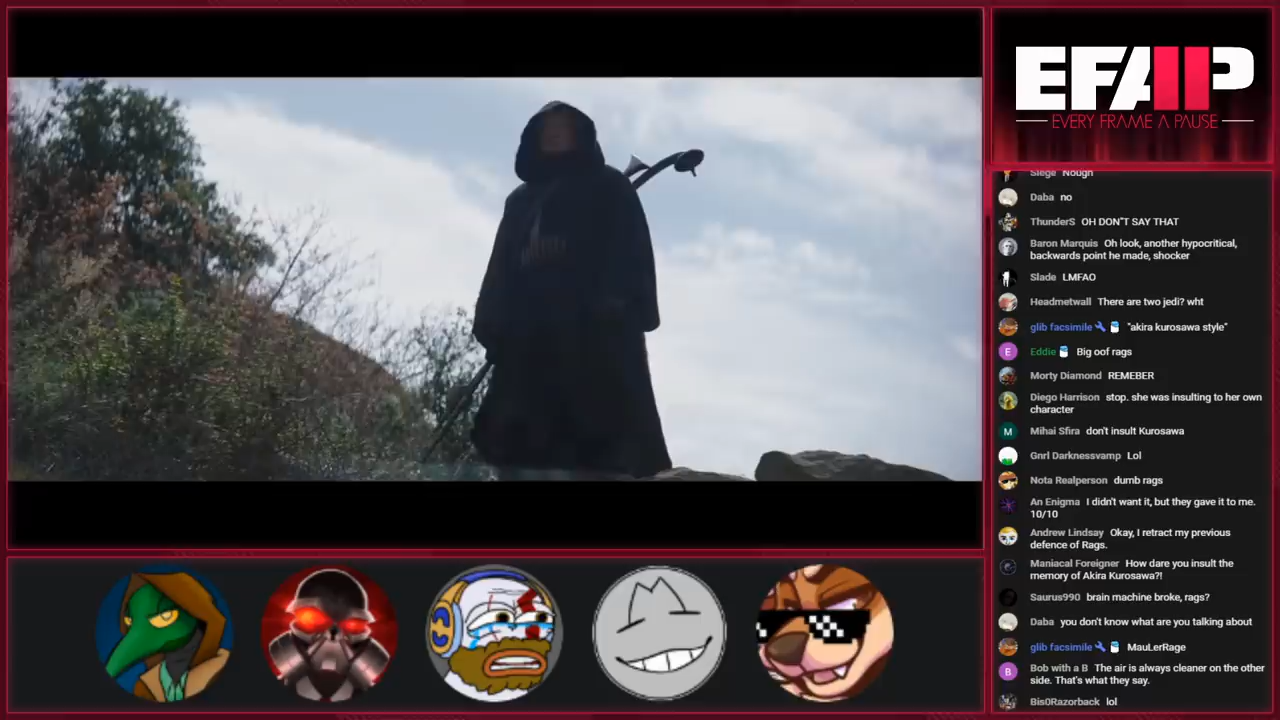 EFAP
EVERY FRAME A PAUSE
Siege Nough
Daba no
ThunderS OH DON"T SAY THAT
Baron Marquis Oh look, another hypocritical,
backwards point he made, shocker
Slade LMFAO
Headmetwall There are two jedi? wht
glib facsimile "akira kurosawa style"
E
Eddie Big oof rags
Morty Diamond REMEBER
Diego Harrison stop. she was insulting to her own
character
M
Mihai Sfira don't insult Kurosawa
Gnrl Darknessvamp Lol
Nota Realperson dumb rags
An Enigma I didn't want it, but they gave it to me.
10/10
Andrew Lindsay Okay, I retract my previous
defence of Rags.
Maniacal Foreigner How dare you insult the
memory of Akira Kurosawa?!
Saurus990 brain machine broke, rags?
Daba you don't know what are you talking about
glib facsimile MauLerRage
B
Bob with a B The air is always cleaner on the other
side. That's what they say.
Bis0Razorback lol